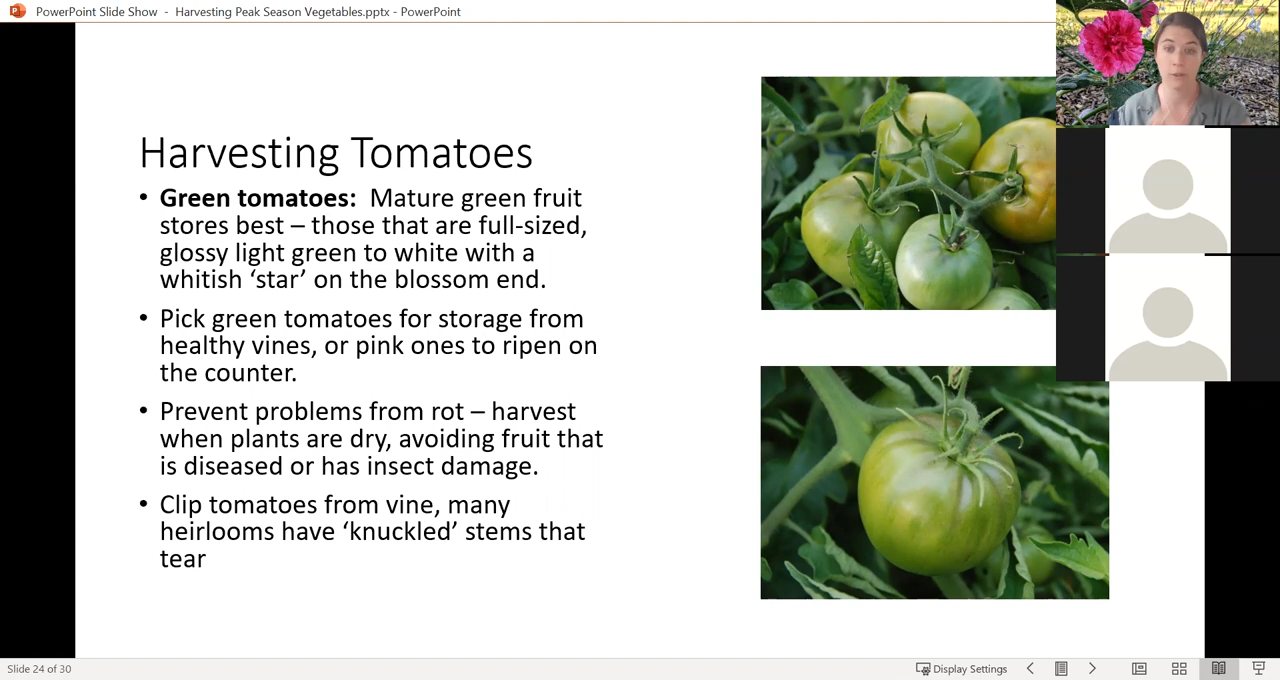 PowerPoint Slide Show - Harvesting Peak Season Vegetables.pptx - PowerPoint
Harvesting Tomatoes
• Green tomatoes: Mature green fruit
stores best – those that are full-sized,
glossy light green to white with a
whitish ‘star’ on the blossom end.
• Pick green tomatoes for storage from
healthy vines, or pink ones to ripen on
the counter.
• Prevent problems from rot – harvest
when plants are dry, avoiding fruit that
is diseased or has insect damage.
• Clip tomatoes from vine, many
heirlooms have ‘knuckled’ stems that
tear
Slide 24 of 30
Display Settings